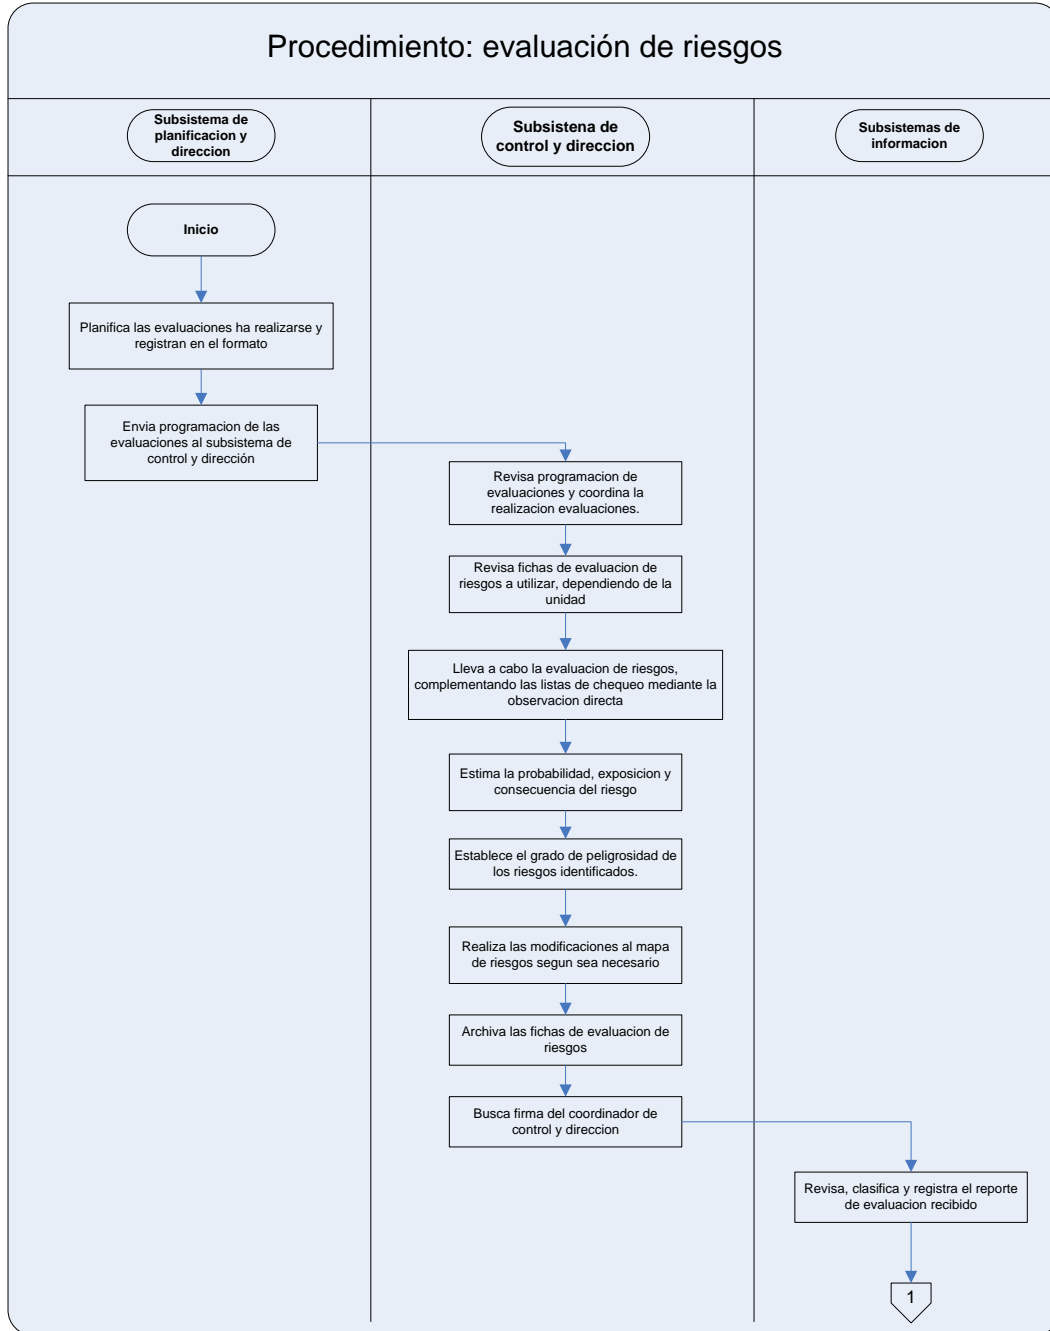 Procedimiento: evaluación de riesgos
Subsistema de
planificacion y
direccion
Subsistena de
control y direccion
Subsistemas de
informacion
Inicio
Planifica las evaluaciones ha realizarse y
registran en el formato
Envia programacion de las
evaluaciones al subsistema de
control y dirección
Revisa programacion de
evaluaciones y coordina la
realizacion evaluaciones.
Revisa fichas de evaluacion de
riesgos a utilizar, dependiendo de la
unidad
Lleva a cabo la evaluacion de riesgos,
complementando las listas de chequeo mediante la
observacion directa
Estima la probabilidad, exposicion y
consecuencia del riesgo
Establece el grado de peligrosidad de
los riesgos identificados.
Realiza las modificaciones al mapa
de riesgos segun sea necesario
Archiva las fichas de evaluacion de
riesgos
Busca firma del coordinador de
control y direccion
Revisa, clasifica y registra el reporte
de evaluacion recibido
1